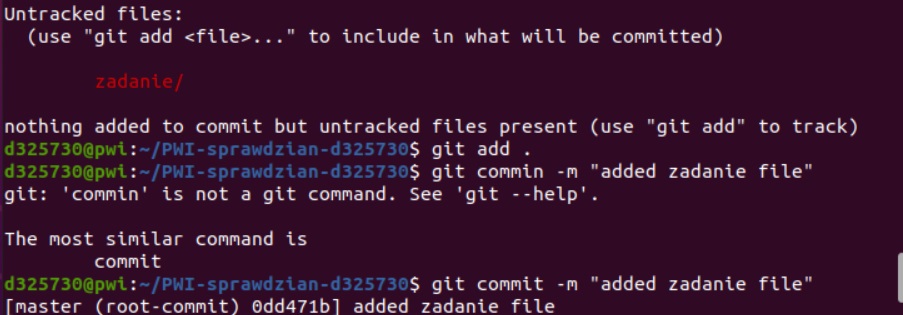 Untracked files:
(use "git add <file>..." to include in what will be committed)
zadanie/
nothing added to commit but untracked files present (use "git add" to track)
d325730@pwi:~/PWI-sprawdzian-d325730$ git add .
d325730@pwi:~/PWI-sprawdzian-d325730$ git commin -m "added zadanie file"
git: 'commin' is not a git command. See 'git --help'.
The most similar command is
commit
d325730@pwi:~/PWI-sprawdzian-d325730$ git commit -m "added zadanie file"
[master (root-commit) 0dd471b] added zadanie file